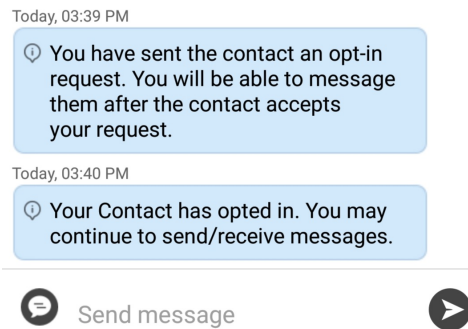 Today, 03:39 PM
You have sent the contact an opt-in
request. You will be able to message
them after the contact accepts
your request.
Today, 03:40 PM
Your Contact has opted in. You may
continue to send/receive messages.
Send message